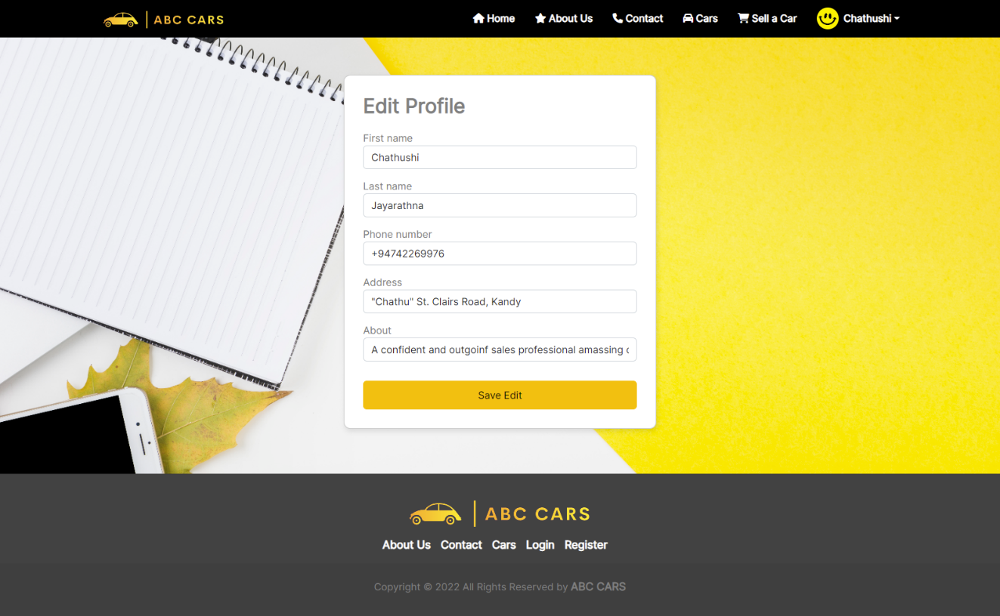 ABC CARS Home About Us Contact Cars Sell a Car Chathushi
Edit Profile
First name
Chathushi
Last name
Jayarathna
Phone number
+94742269976
Address
"Chathu" St. Clairs Road, Kandy
About
A confident and outgoinf sales professional amassing
Save Edit
ABC CARS
About Us Contact Cars Login Register
Copyright © 2022 All Rights Reserved by ABC CARS